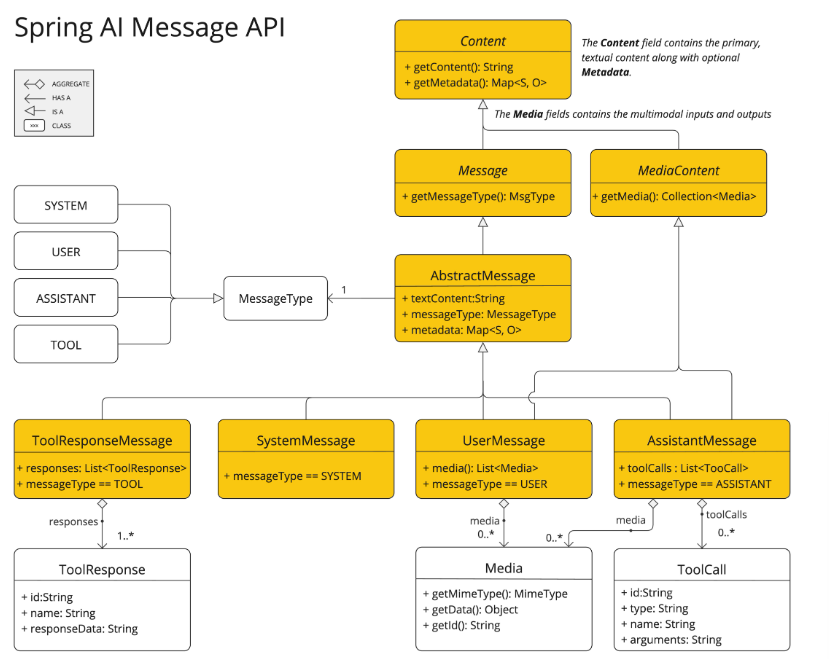 Spring AI Message API
AGGREGATE
HAS A
IS A
xxx
CLASS
Content
+ getContent(): String
+ getMetadata(): Map<S, O>
The Content field contains the primary,
textual content along with optional
Metadata.
The Media fields contains the multimodal inputs and outputs
Message
+ getMessageType(): MsgType
MediaContent
+ getMedia(): Collection<Media>
SYSTEM
USER
ASSISTANT
TOOL
MessageType
1
AbstractMessage
+ textContent:String
+ messageType: MessageType
+ metadata: Map<S, O>
ToolResponseMessage
+ responses: List<ToolResponse>
+ messageType == TOOL
SystemMessage
+ messageType == SYSTEM
UserMessage
+ media(): List<Media>
+ messageType == USER
AssistantMessage
+ toolCalls : List<TooCall>
+ messageType == ASSISTANT
responses
1..*
media
0..*
media
0..*
toolCalls
0..*
ToolResponse
+ id:String
+ name: String
+ responseData: String
Media
+ getMimeType(): MimeType
+ getData(): Object
+ getId(): String
ToolCall
+ id:String
+ type: String
+ name: String
+ arguments: String